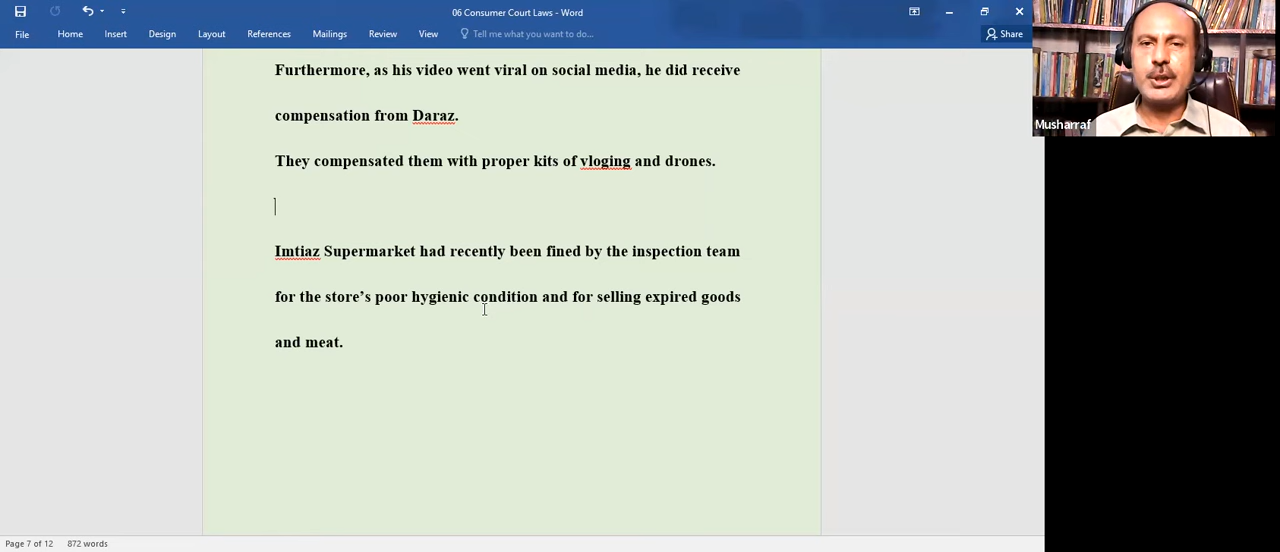 06 Consumer Court Laws - Word
File Home Insert Design Layout References Mailings Review View Tell me what you want to do... Share
Musharraf
Furthermore, as his video went viral on social media, he did receive
compensation from Daraz.
They compensated them with proper kits of vloging and drones.
Imtiaz Supermarket had recently been fined by the inspection team
for the store’s poor hygienic condition and for selling expired goods
and meat.
Page 7 of 12 872 words